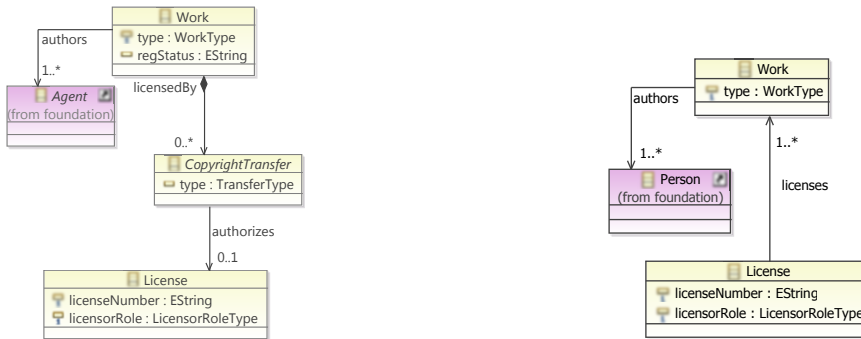 Work
type : WorkType
regStatus : EString
authors
1..*
licensedBy
Agent
(from foundation)
0..*
CopyrightTransfer
type : TransferType
authorizes
0..1
License
licenseNumber : EString
licensorRole : LicensorRoleType
Work
type : WorkType
authors
1..*
1..*
Person
(from foundation)
licenses
License
licenseNumber : EString
licensorRole : LicensorRoleType